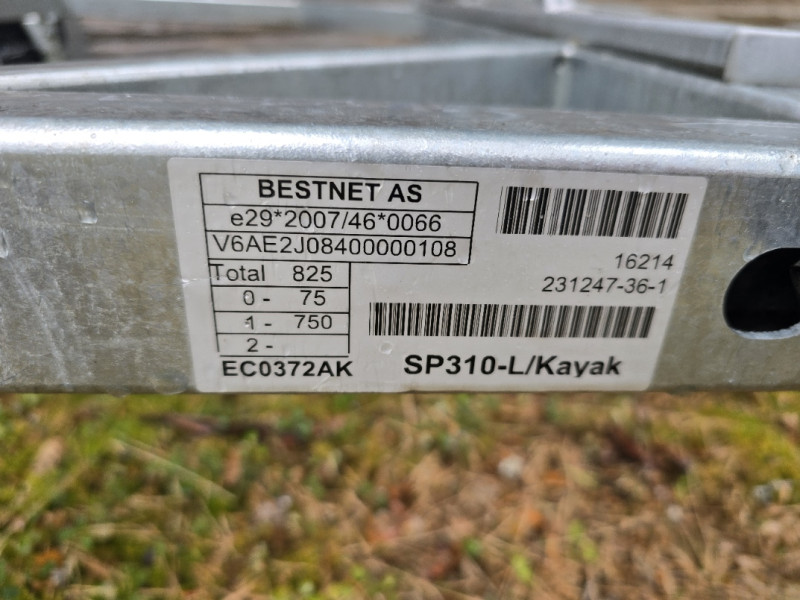 BESTNET AS
e29*2007/46*0066
V6AE2J08400000108
Total 825
0 - 75
1 - 750
2 -
EC0372AK
16214
231247-36-1
SP310-L/Kayak